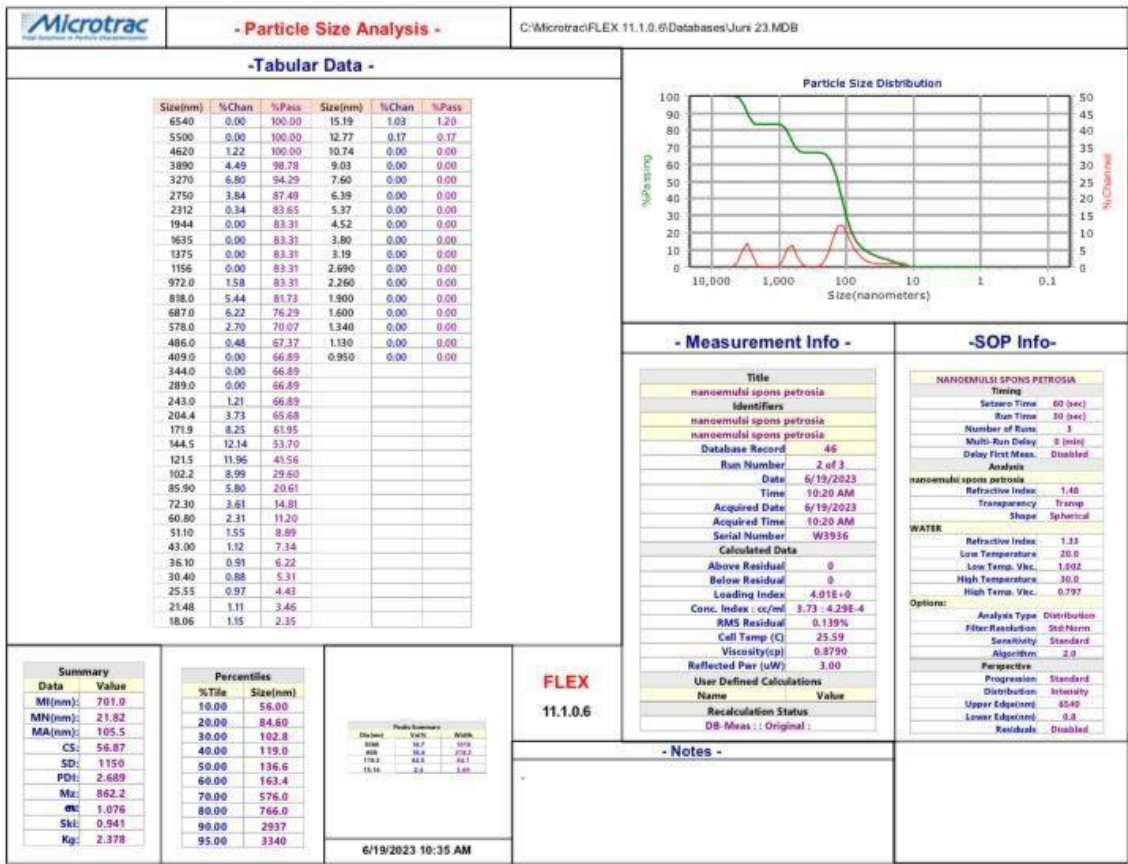 Microtrac
- Particle Size Analysis -
C:\Microtrac\FLEX 11.1.0.6\Databases\Juni 23.MDB
-Tabular Data -
Size(nm) %Chan %Pass Size(nm) %Chan %Pass
6540 0.00 100.00 15.19 1.03 1.20
5500 0.00 100.00 12.77 0.17 0.17
4620 1.22 100.00 10.74 0.00 0.00
3890 4.49 98.78 9.03 0.00 0.00
3270 6.80 94.29 7.60 0.00 0.00
2750 3.84 87.49 6.39 0.00 0.00
2312 0.34 83.65 5.37 0.00 0.00
1944 0.00 83.31 4.52 0.00 0.00
1635 0.00 83.31 3.80 0.00 0.00
1375 0.00 83.31 3.19 0.00 0.00
1156 0.00 83.31 2.690 0.00 0.00
972.0 1.58 83.31 2.260 0.00 0.00
818.0 5.44 81.73 1.900 0.00 0.00
687.0 6.22 76.29 1.600 0.00 0.00
578.0 2.70 70.07 1.340 0.00 0.00
486.0 0.48 67.37 1.130 0.00 0.00
409.0 0.00 66.89 0.950 0.00 0.00
344.0 0.00 66.89
289.0 0.00 66.89
243.0 1.21 66.89
204.4 3.73 65.68
171.9 8.25 61.95
144.5 12.14 53.70
121.5 11.96 41.56
102.2 8.99 29.60
85.90 5.80 20.61
72.30 3.61 14.81
60.80 2.31 11.20
51.10 1.55 8.89
43.00 1.12 7.34
36.10 0.91 6.22
30.40 0.88 5.31
25.55 0.97 4.43
21.48 1.11 3.46
18.06 1.15 2.35
Particle Size Distribution
%Passing
100
90
80
70
60
50
40
30
20
10
0
50
45
40
35
30
25
20
15
10
5
0
%Channel
10,000 1,000 100 10 1 0.1
Size(nanometers)
- Measurement Info -
Title
nanoemulsi spons petrosia
Identifiers
nanoemulsi spons petrosia
nanoemulsi spons petrosia
Database Record 46
Run Number 2 of 3
Date 6/19/2023
Time 10:20 AM
Acquired Date 6/19/2023
Acquired Time 10:20 AM
Serial Number W3936
Calculated Data
Above Residual 0
Below Residual 0
Loading Index 4.01E+0
Conc. Index : cc/ml 3.73 : 4.29E-4
RMS Residual 0.139%
Cell Temp (C) 25.59
Viscosity(cp) 0.8790
Reflected Pwr (uW) 3.00
User Defined Calculations
Name Value
Recalculation Status
DB-Meas : : Original :
-SOP Info-
NANOEMULSI SPONS PETROSIA
Timing
Setzero Time 60 (sec)
Run Time 30 (sec)
Number of Runs 3
Multi-Run Delay 0 (min)
Delay First Meas. Disabled
Analysis
nanoemulsi spons petrosia
Refractive Index: 1.48
Transparency Transp
Shape Spherical
WATER
Refractive Index 1.33
Low Temperature 20.0
Low Temp. Visc. 1.002
High Temperature 30.0
High Temp. Visc. 0.797
Options:
Analysis Type Distribution
Filter:Resolution Std:Norm
Sensitivity Standard
Algorithm 2.0
Perspective
Progression Standard
Distribution Intensity
Upper Edge(nm) 6540
Lower Edge(nm) 0.8
Residuals Disabled
Summary
Data Value
MI(nm): 701.0
MN(nm): 21.82
MA(nm): 105.5
CS: 56.87
SD: 1150
PDI: 2.689
Mz: 862.2
σι: 1.076
Ski: 0.941
Kg: 2.378
Percentiles
%Tile Size(nm)
10.00 56.00
20.00 84.60
30.00 102.8
40.00 119.0
50.00 136.6
60.00 163.4
70.00 576.0
80.00 766.0
90.00 2937
95.00 3340
Peaks Summary
Dia(nm) Vol% Width
6/19/2023 10:35 AM
FLEX
11.1.0.6
- Notes -
-